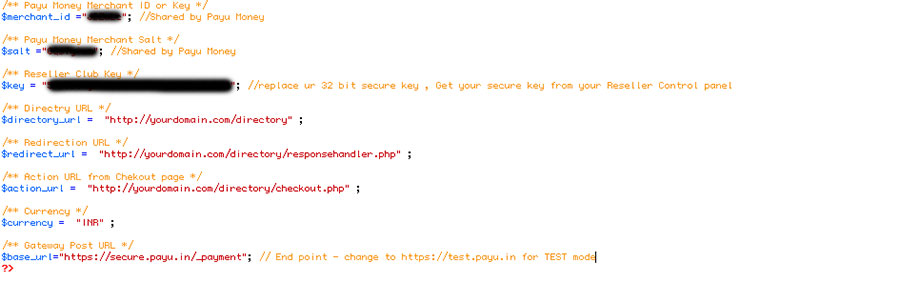 /** Payu Money Merchant ID or Key */
$merchant_id =""; //Shared by Payu Money
/** Payu Money Merchant Salt */
$salt =" ; //Shared by Payu Money
/** Reseller Club Key */
$key = " "; //replace ur 32 bit secure key , Get your secure key from your Reseller Control panel
/** Directry URL */
$directory_url =  "http://yourdomain.com/directory" ;
/** Redirection URL */
$redirect_url =  "http://yourdomain.com/directory/responsehandler.php" ;
/** Action URL from Chekout page */
$action_url =  "http://yourdomain.com/directory/checkout.php" ;
/** Currency */
$currency =  "INR" ;
/** Gateway Post URL */
$base_url="https://secure.payu.in/_payment"; // End point - change to https://test.payu.in for TEST mode
?>